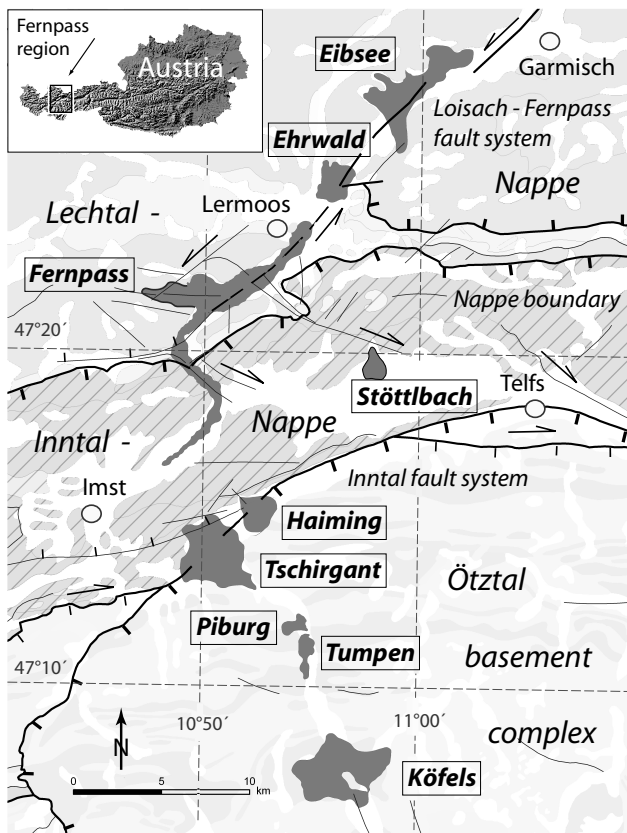 Fernpass
region
Austria
Eibsee
Garmisch
Loisach - Fernpass
fault system
Ehrwald
Nappe
Lechtal -
Lermoos
Fernpass
Nappe boundary
47°20´
Stöttlbach
Telfs
Nappe
Inntal -
Imst
Inntal fault system
Haiming
Tschirgant
Ötztal
Piburg
Tumpen
basement
47°10´
10°50´
11°00´
complex
N
Köfels
0
5
10
km